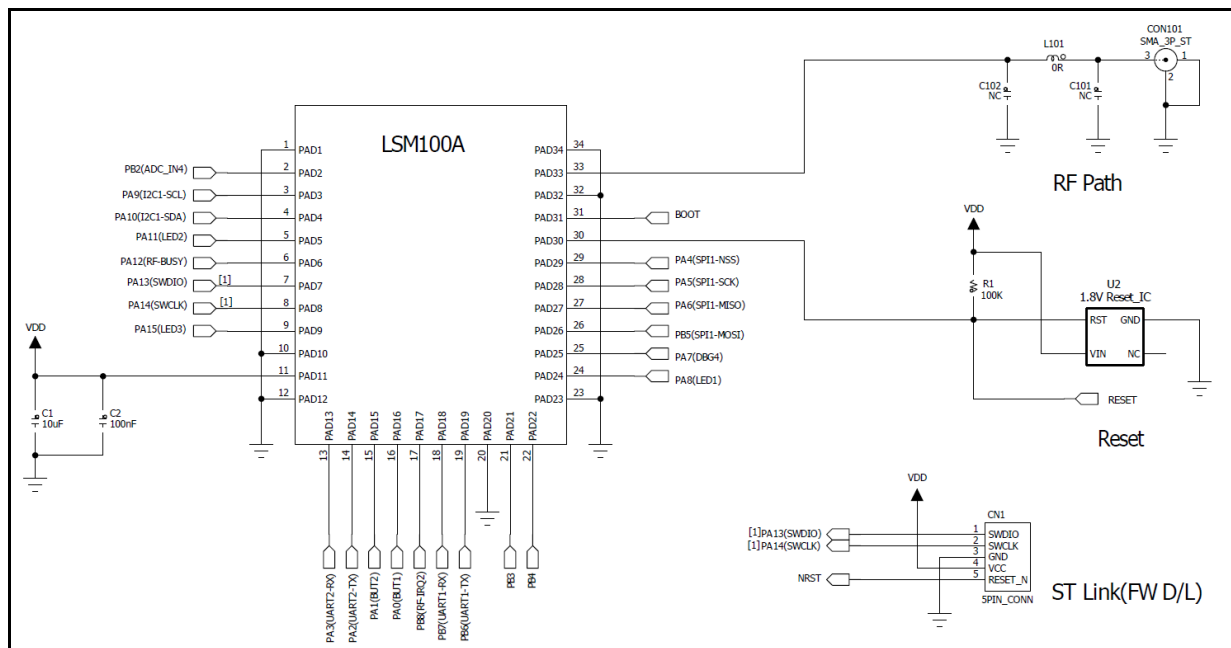 CON101
SMA_3P_ST
L101
0R
3
1
2
C102
NC
C101
NC
RF Path
LSM100A
1 PAD1
PB2(ADC_IN4) 2 PAD2
PA9(I2C1-SCL) 3 PAD3
PA10(I2C1-SDA) 4 PAD4
PA11(LED2) 5 PAD5
PA12(RF-BUSY) 6 PAD6
PA13(SWDIO) [1] 7 PAD7
PA14(SWCLK) [1] 8 PAD8
PA15(LED3) 9 PAD9
10 PAD10
11 PAD11
12 PAD12
VDD
C1
10uF
C2
100nF
PAD34 34
PAD33 33
PAD32 32
PAD31 31 BOOT
PAD30 30
PAD29 29 PA4(SPI1-NSS)
PAD28 28 PA5(SPI1-SCK)
PAD27 27 PA6(SPI1-MISO)
PAD26 26 PB5(SPI1-MOSI)
PAD25 25 PA7(DBG4)
PAD24 24 PA8(LED1)
PAD23 23
PAD13 13 PA3(UART2-RX)
PAD14 14 PA2(UART2-TX)
PAD15 15 PA1(BUT2)
PAD16 16 PA0(BUT1)
PAD17 17 PB8(RF-IRQ2)
PAD18 18 PB7(UART1-RX)
PAD19 19 PB6(UART1-TX)
PAD20 20
PAD21 21 PB3
PAD22 22 PB4
VDD
R1
100K
U2
1.8V Reset_IC
RST GND
VIN NC
RESET
Reset
VDD
CN1
[1]PA13(SWDIO) 1 SWDIO
[1]PA14(SWCLK) 2 SWCLK
3 GND
4 VCC
NRST 5 RESET_N
5PIN_CONN
ST Link(FW D/L)